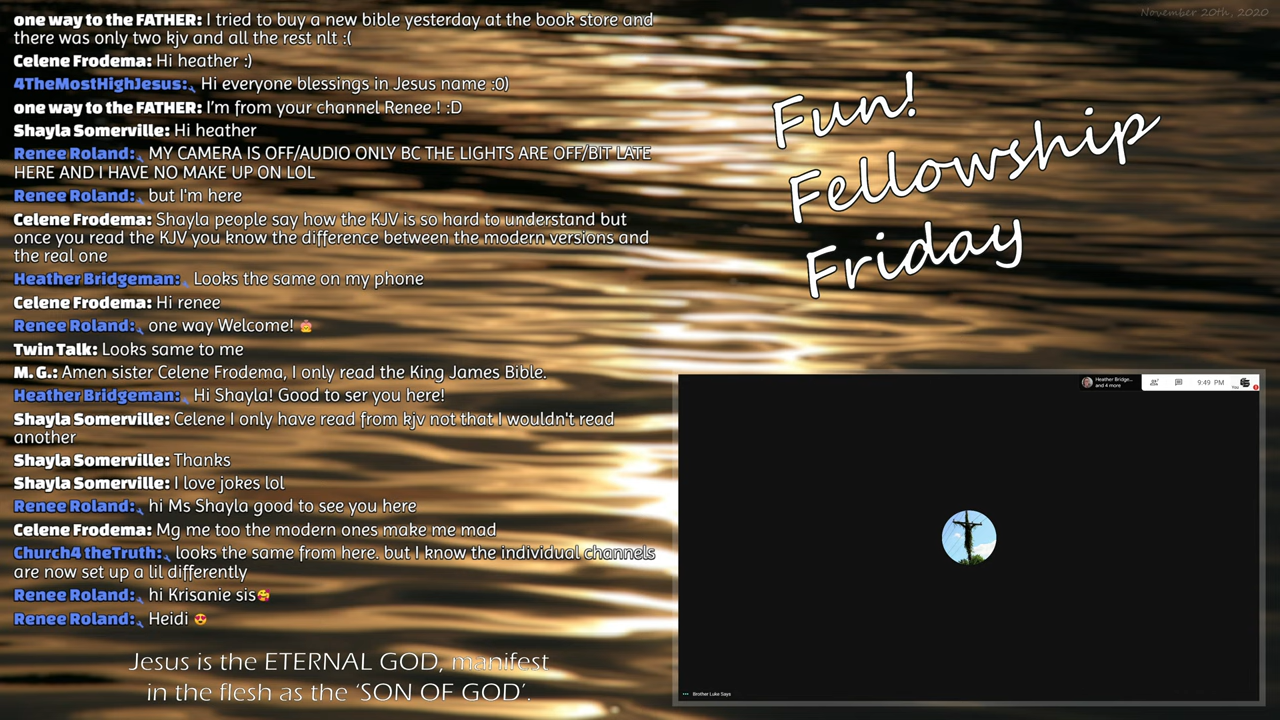 November 20th, 2020
one way to the FATHER: I tried to buy a new bible yesterday at the book store and
there was only two kjv and all the rest nlt :(
Celene Frodema: Hi heather :)
4TheMostHighJesus: Hi everyone blessings in Jesus name :0)
one way to the FATHER: I'm from your channel Renee ! :D
Shayla Somerville: Hi heather
Renee Roland: MY CAMERA IS OFF/AUDIO ONLY BC THE LIGHTS ARE OFF/BIT LATE
HERE AND I HAVE NO MAKE UP ON LOL
Renee Roland: but I'm here
Celene Frodema: Shayla people say how the KJV is so hard to understand but
once you read the KJV you know the difference between the modern versions and
the real one
Heather Bridgeman: Looks the same on my phone
Celene Frodema: Hi renee
Renee Roland: one way Welcome!
Twin Talk: Looks same to me
M. G.: Amen sister Celene Frodema, I only read the King James Bible.
Heather Bridgeman: Hi Shayla! Good to ser you here!
Shayla Somerville: Celene I only have read from kjv not that I wouldn't read
another
Shayla Somerville: Thanks
Shayla Somerville: I love jokes lol
Renee Roland: hi Ms Shayla good to see you here
Celene Frodema: Mg me too the modern ones make me mad
Church4 theTruth: looks the same from here. but I know the individual channels
are now set up a lil differently
Renee Roland: hi Krisanie sis
Renee Roland: Heidi
Jesus is the ETERNAL GOD, manifest
in the flesh as the 'SON OF GOD'.
Fun!
Fellowship
Friday
Heather Bridge...
and 4 more
9:49 PM
You
Brother Luke Says